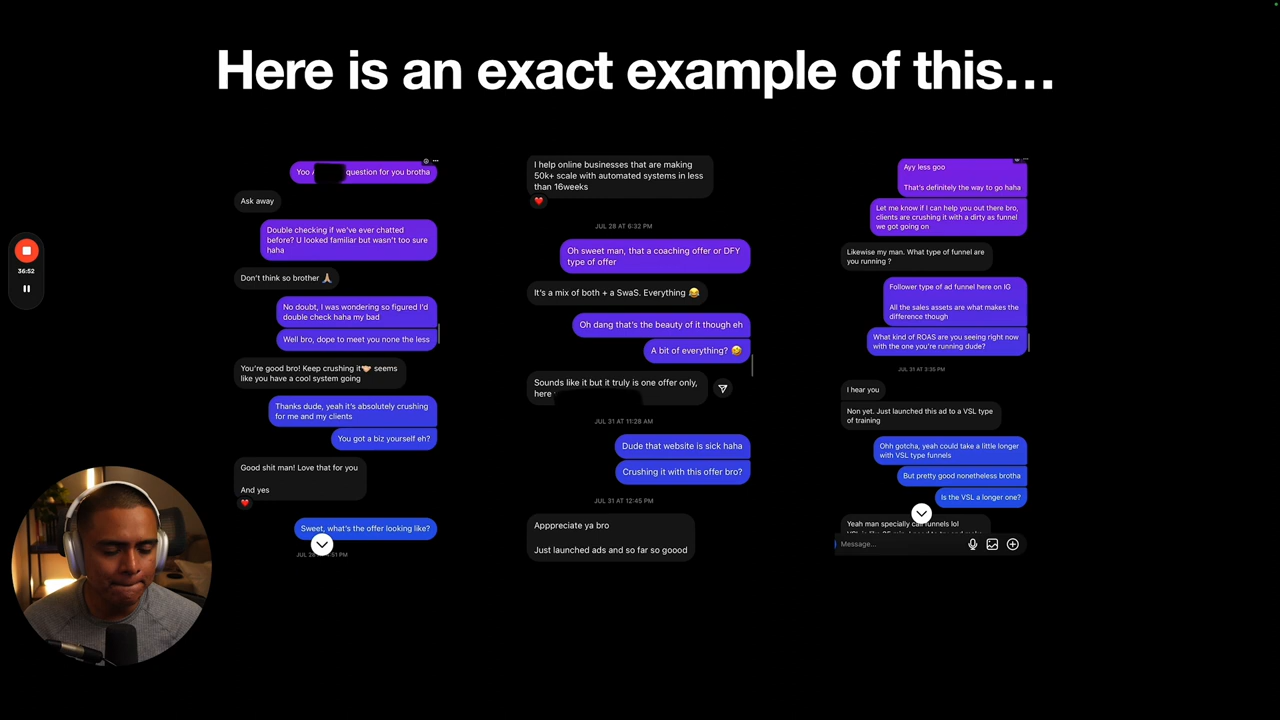 Here is an exact example of this...
36:52
Yoo question for you brotha
Ask away
Double checking if we've ever chatted
before? U looked familiar but wasn't too sure
haha
Don't think so brother 🙏
No doubt, I was wondering so figured I'd
double check haha my bad
Well bro, dope to meet you none the less
You're good bro! Keep crushing it🤝 seems
like you have a cool system going
Thanks dude, yeah it's absolutely crushing
for me and my clients
You got a biz yourself eh?
Good shit man! Love that for you
And yes
❤️
Sweet, what's the offer looking like?
I help online businesses that are making
50k+ scale with automated systems in less
than 16weeks
❤️
JUL 28 AT 6:32 PM
Oh sweet man, that a coaching offer or DFY
type of offer
It's a mix of both + a SwaS. Everything 😂
Oh dang that's the beauty of it though eh
A bit of everything? 🤣
Sounds like it but it truly is one offer only,
here
JUL 31 AT 11:28 AM
Dude that website is sick haha
Crushing it with this offer bro?
JUL 31 AT 12:45 PM
Apppreciate ya bro
Just launched ads and so far so goood
Ayy less goo
That's definitely the way to go haha
Let me know if I can help you out there bro,
clients are crushing it with a dirty as funnel
we got going on
Likewise my man. What type of funnel are
you running ?
Follower type of ad funnel here on IG
All the sales assets are what makes the
difference though
What kind of ROAS are you seeing right now
with the one you're running dude?
JUL 31 AT 3:35 PM
I hear you
Non yet. Just launched this ad to a VSL type
of training
Ohh gotcha, yeah could take a little longer
with VSL type funnels
But pretty good nonetheless brotha
Is the VSL a longer one?
Yeah man specially call funnels lol
Message...